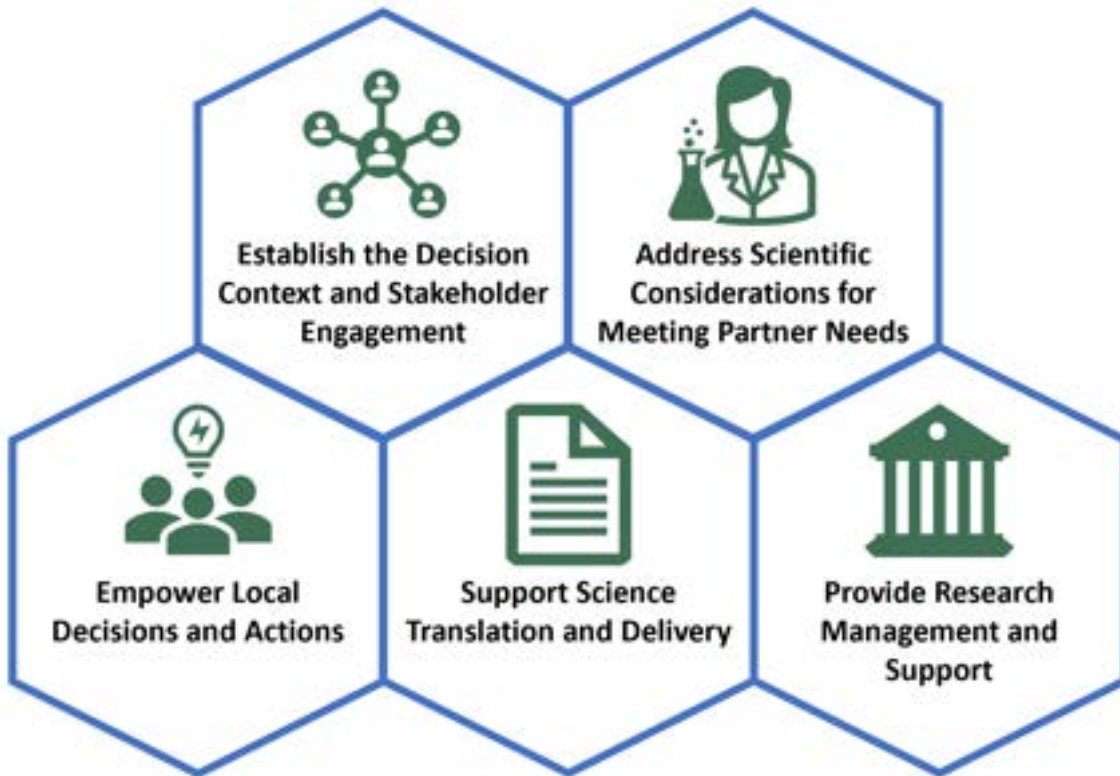 Establish the Decision
Context and Stakeholder
Engagement
Address Scientific
Considerations for
Meeting Partner Needs
Empower Local
Decisions and Actions
Support Science
Translation and Delivery
Provide Research
Management and
Support